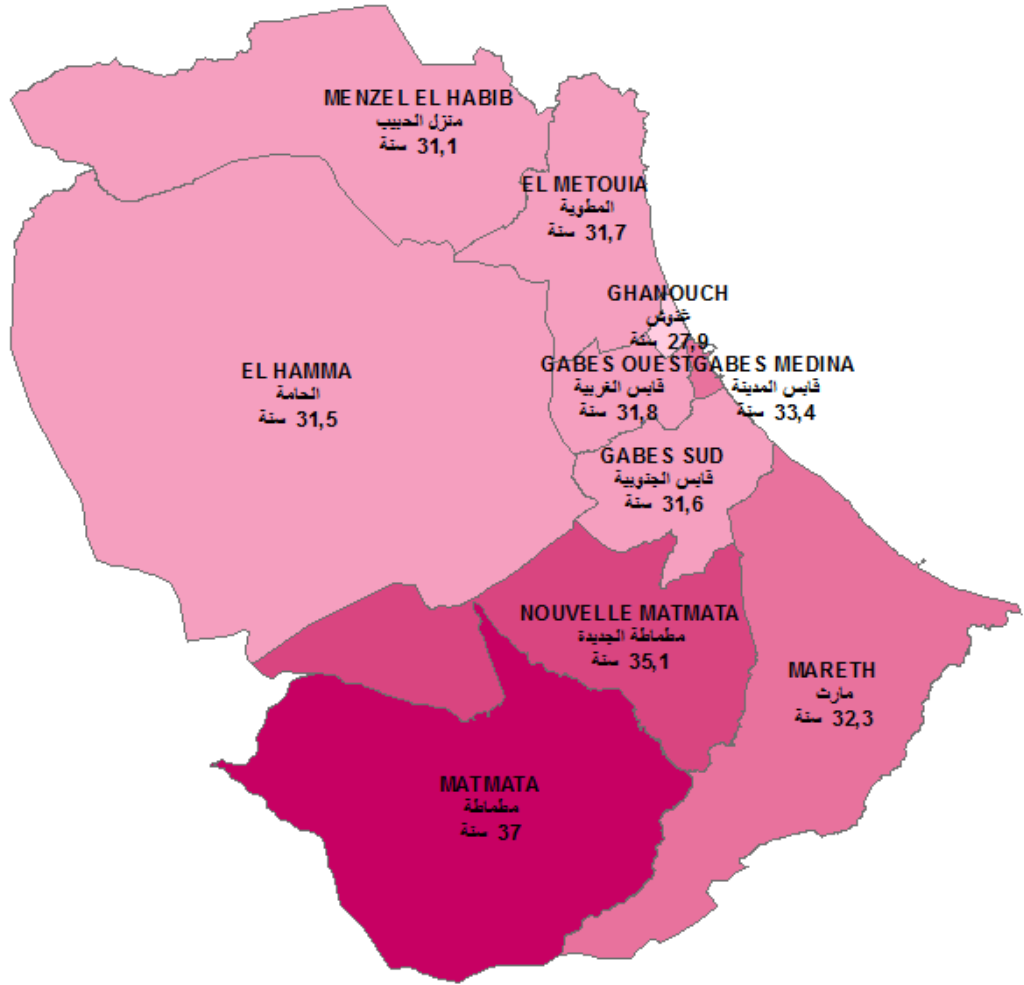 MENZEL EL HABIB
منزل الحبيب
31,1 سنة
EL METOUIA
المطوية
31,7 سنة
GHANOUCH
غنوش
27,9 سنة
GABES OUEST
قابس الغربية
31,8 سنة
GABES MEDINA
قابس المدينة
33,4 سنة
EL HAMMA
الحامة
31,5 سنة
GABES SUD
قابس الجنوبية
31,6 سنة
NOUVELLE MATMATA
مطماطة الجديدة
35,1 سنة
MARETH
مارث
32,3 سنة
MATMATA
مطماطة
37 سنة